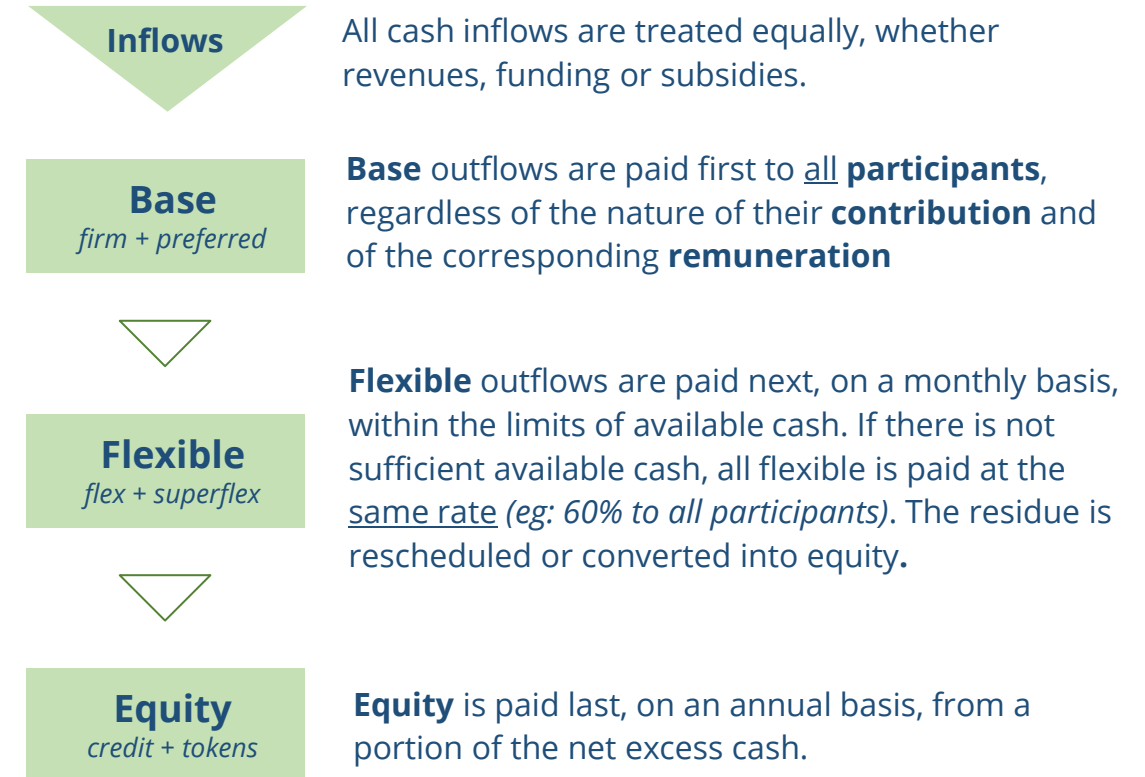 Inflows
All cash inflows are treated equally, whether
revenues, funding or subsidies.
Base
firm + preferred
Base outflows are paid first to all participants,
regardless of the nature of their contribution and
of the corresponding remuneration
Flexible
flex + superflex
Flexible outflows are paid next, on a monthly basis,
within the limits of available cash. If there is not
sufficient available cash, all flexible is paid at the
same rate (eg: 60% to all participants). The residue is
rescheduled or converted into equity.
Equity
credit + tokens
Equity is paid last, on an annual basis, from a
portion of the net excess cash.